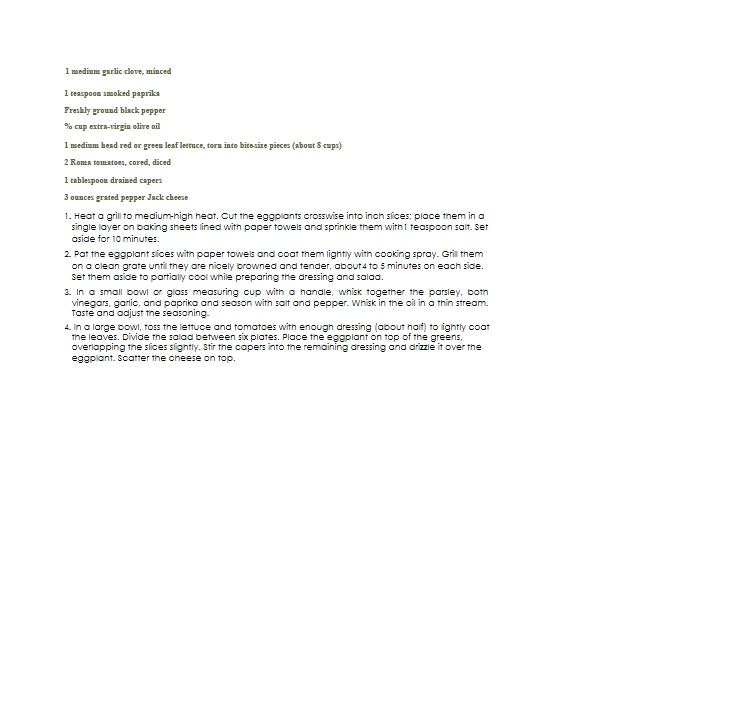 1 medium garlic clove, minced
1 teaspoon smoked paprika
Freshly ground black pepper
% cup extra-virgin olive oil
1 medium head red or green leaf lettuce, torn into bite-size pieces (about 8 cups)
2 Roma tomatoes, cored, diced
1 tablespoon drained capers
3 ounces grated pepper Jack cheese
1. Heat a grill to medium-high heat. Cut the eggplants crosswise into inch slices; place them in a
single layer on baking sheets lined with paper towels and sprinkle them with1 teaspoon salt. Set
aside for 10 minutes.
2. Pat the eggplant slices with paper towels and coat them lightly with cooking spray. Grill them
on a clean grate until they are nicely browned and tender, about4 to 5 minutes on each side.
Set them aside to partially cool while preparing the dressing and salad.
3. In a small bowl or glass measuring cup with a handle, whisk together the parsley, both
vinegars, garlic, and paprika and season with salt and pepper. Whisk in the oil in a thin stream.
Taste and adjust the seasoning.
4. In a large bowl, toss the lettuce and tomatoes with enough dressing (about half) to lightly coat
the leaves. Divide the salad between six plates. Place the eggplant on top of the greens,
overlapping the slices slightly. Stir the capers into the remaining dressing and drizzle it over the
eggplant. Scatter the cheese on top.